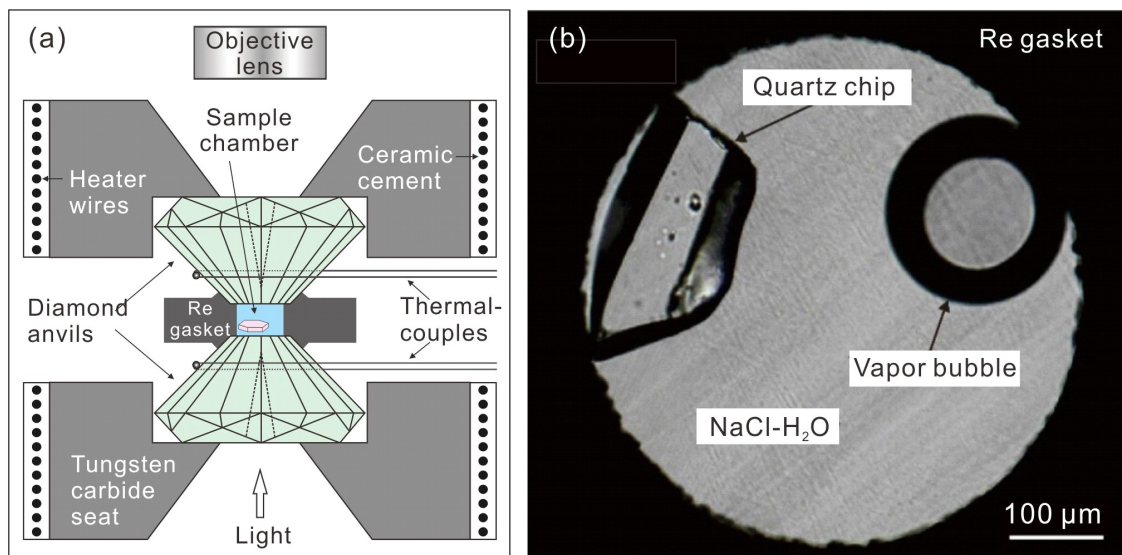 (a)
Objective
lens
Sample
chamber
Heater
wires
Ceramic
cement
Diamond
anvils
Re
gasket
Thermal-
couples
Tungsten
carbide
seat
Light
(b)
Re gasket
Quartz chip
Vapor bubble
NaCl-H₂O
100 µm